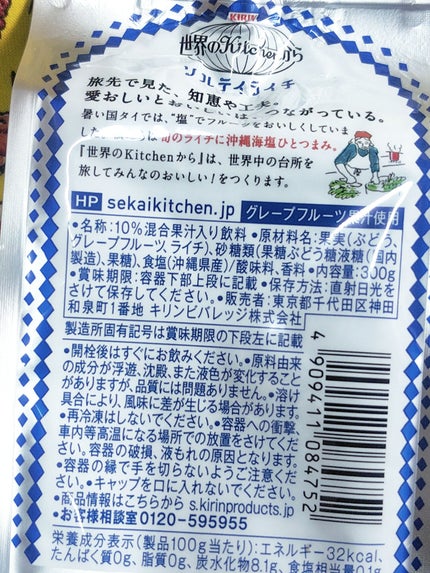 KIRIN
世界のKitchenから
ソルティライチ
旅先で見た、知恵や工夫。
愛おしいとおいしいは、つながっている。
暑い国タイでは、"塩"でフルーツをおいしくしていま
した。
旬のライチに沖縄海塩ひとつまみ。
『世界のKitchenから』は、世界中の台所を
旅してみんなのおいしい!をつくります。
HP sekaikitchen.jp グレープフルーツ果汁使用
•名称:10%混合果汁入り飲料 •原材料名:果実(ぶどう、
グレープフルーツ、ライチ)、砂糖類(果糖ぶどう糖液糖(国内
製造)、果糖)、食塩(沖縄県産)/酸味料、香料 •内容量:300g
•賞味期限:容器下部上段に記載 •保存方法:直射日光を
さけて保存してください。•販売者:東京都千代田区神田
和泉町1番地 キリンビバレッジ株式会社
製造所固有記号は賞味期限の下段左に記載
•開栓後はすぐにお飲みください。•原料由来
の成分が浮遊、沈殿、また液色が変化すること
がありますが、品質には問題ありません。•溶け
具合により、風味に差が生じる場合があります。
•再冷凍はしないでください。•容器への衝撃、
車内等高温になる場所での放置をさけてくださ
い。容器の破損、液もれの原因となります。
•容器の縁で手を切らないようご注意くださ
い。•キャップを口に入れないでください。
•商品情報はこちらから s.kirinproducts.jp
•お客様相談室 0120-595955
4 909411 084752
栄養成分表示(製品100g当たり):エネルギー32kcal、
たんぱく質0g、脂質0g、炭水化物8.1g、食塩相当量0.1g